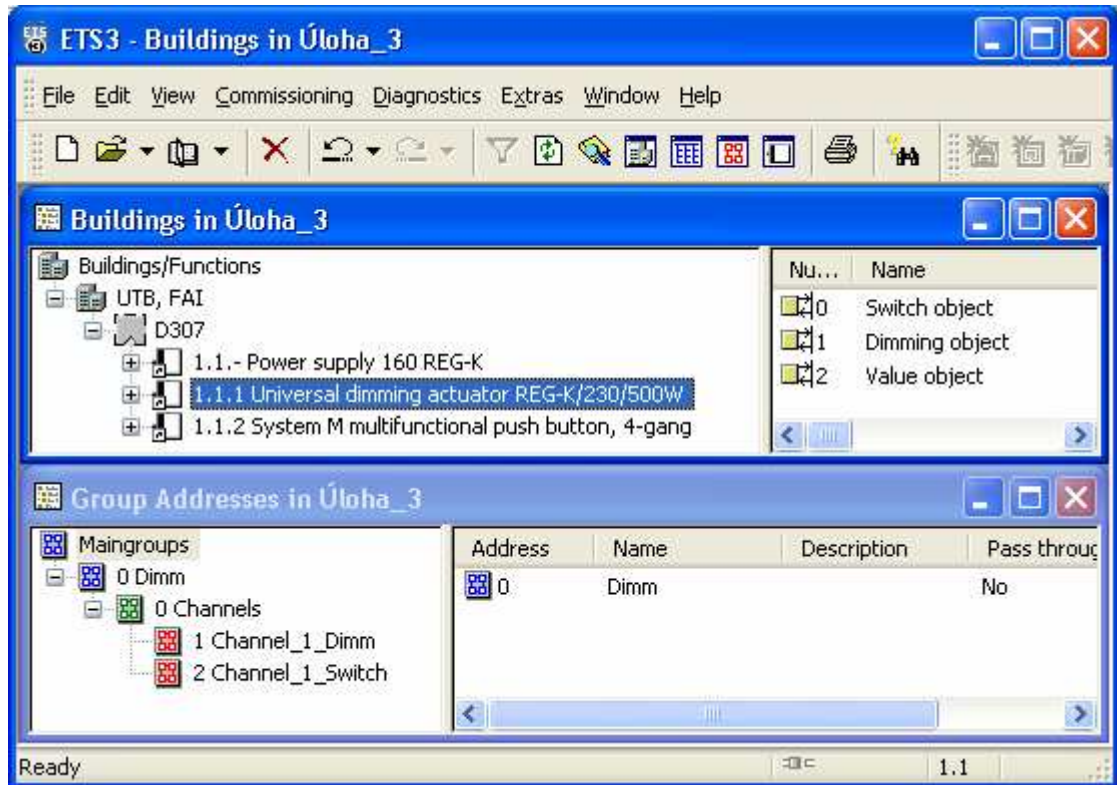 ETS3 - Buildings in Úloha_3
File Edit View Commissioning Diagnostics Extras Window Help
Buildings in Úloha_3
Buildings/Functions
UTB, FAI
D307
1.1.- Power supply 160 REG-K
1.1.1 Universal dimming actuator REG-K/230/500W
1.1.2 System M multifunctional push button, 4-gang
Nu... Name
0 Switch object
1 Dimming object
2 Value object
Group Addresses in Úloha_3
Maingroups
0 Dimm
0 Channels
1 Channel_1_Dimm
2 Channel_1_Switch
Address Name Description Pass throug
0 Dimm No
Ready 1.1